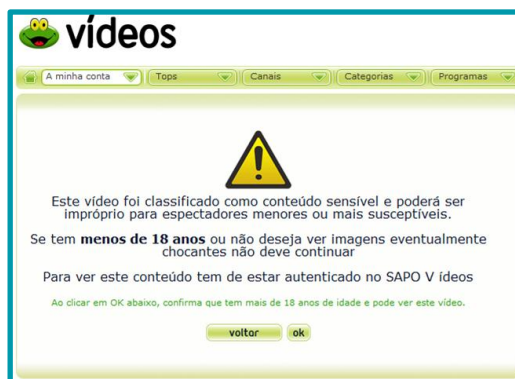 vídeos
A minha conta Tops Canais Categorias Programas
Este vídeo foi classificado como conteúdo sensível e poderá ser
impróprio para espectadores menores ou mais susceptíveis.
Se tem menos de 18 anos ou não deseja ver imagens eventualmente
chocantes não deve continuar
Para ver este conteúdo tem de estar autenticado no SAPO V ídeos
Ao clicar em OK abaixo, confirma que tem mais de 18 anos de idade e pode ver este vídeo.
voltar ok